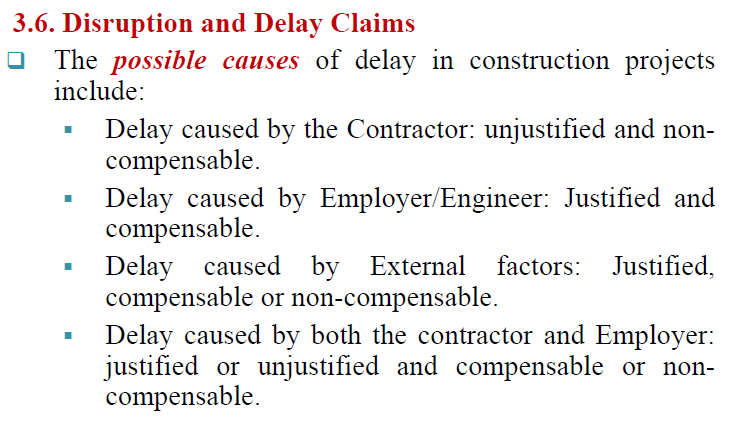 3.6. Disruption and Delay Claims
❑ The possible causes of delay in construction projects
include:
▪ Delay caused by the Contractor: unjustified and non-
compensable.
▪ Delay caused by Employer/Engineer: Justified and
compensable.
▪ Delay caused by External factors: Justified,
compensable or non-compensable.
▪ Delay caused by both the contractor and Employer:
justified or unjustified and compensable or non-
compensable.